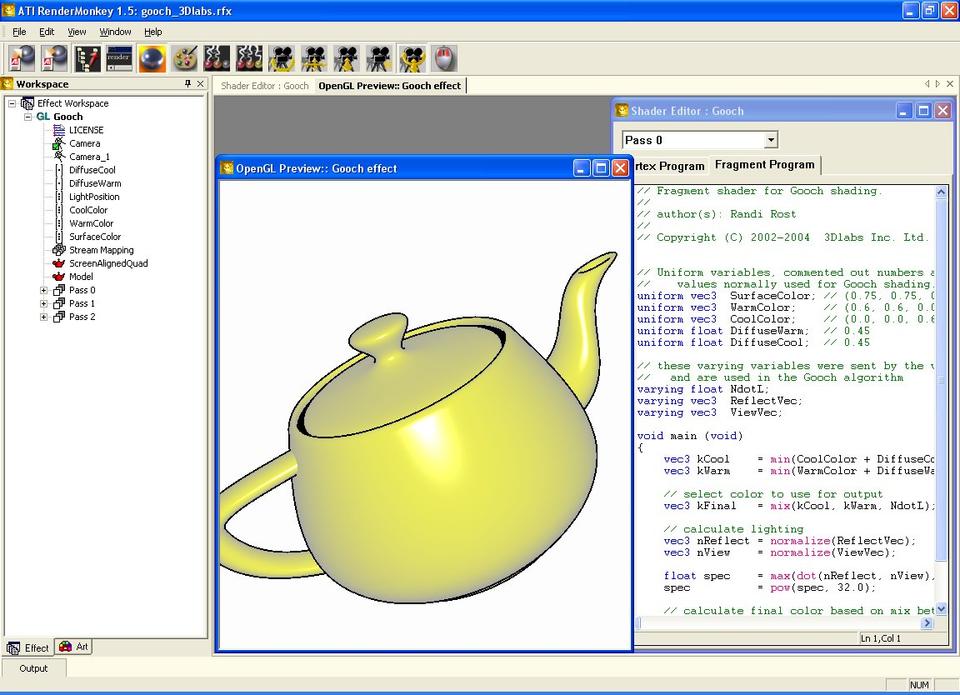 ATI RenderMonkey 1.5: gooch_3Dlabs.rfx
File Edit View Window Help
render
Workspace
Effect Workspace
GL Gooch
LICENSE
Camera
Camera_1
DiffuseCool
DiffuseWarm
LightPosition
CoolColor
WarmColor
SurfaceColor
Stream Mapping
ScreenAlignedQuad
Model
Pass 0
Pass 1
Pass 2
Effect Art
Output
Shader Editor : Gooch OpenGL Preview:: Gooch effect
OpenGL Preview:: Gooch effect
Shader Editor : Gooch
Pass 0
rtex Program Fragment Program
// Fragment shader for Gooch shading.
//
// author(s): Randi Rost
//
// Copyright (C) 2002-2004 3Dlabs Inc. Ltd.
// Uniform variables, commented out numbers a
// values normally used for Gooch shading.
uniform vec3 SurfaceColor; // (0.75, 0.75, 0
uniform vec3 WarmColor; // (0.6, 0.6, 0.0
uniform vec3 CoolColor; // (0.0, 0.0, 0.6
uniform float DiffuseWarm; // 0.45
uniform float DiffuseCool; // 0.45
// these varying variables were sent by the v
// and are used in the Gooch algorithm
varying float NdotL;
varying vec3 ReflectVec;
varying vec3 ViewVec;
void main (void)
{
vec3 kCool = min(CoolColor + DiffuseCo
vec3 kWarm = min(WarmColor + DiffuseWa
// select color to use for output
vec3 kFinal = mix(kCool, kWarm, NdotL);
// calculate lighting
vec3 nReflect = normalize(ReflectVec);
vec3 nView = normalize(ViewVec);
float spec = max(dot(nReflect, nView),
spec = pow(spec, 32.0);
// calculate final color based on mix bet
Ln 1,Col 1
NUM